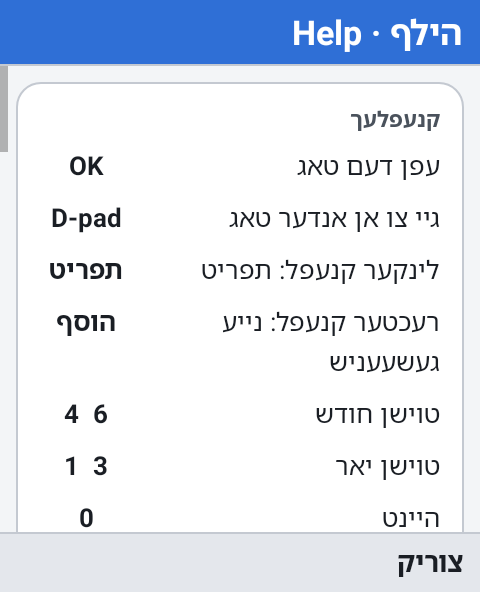 הילף · Help
קנעפלעך
עפן דעם טאג OK
גיי צו אן אנדער טאג D-pad
לינקער קנעפל: תפריט תפריט
רעכטער קנעפל: נייע הוסף
געשעעניש
טוישן חודש 4 6
טוישן יאר 1 3
היינט 0
צוריק